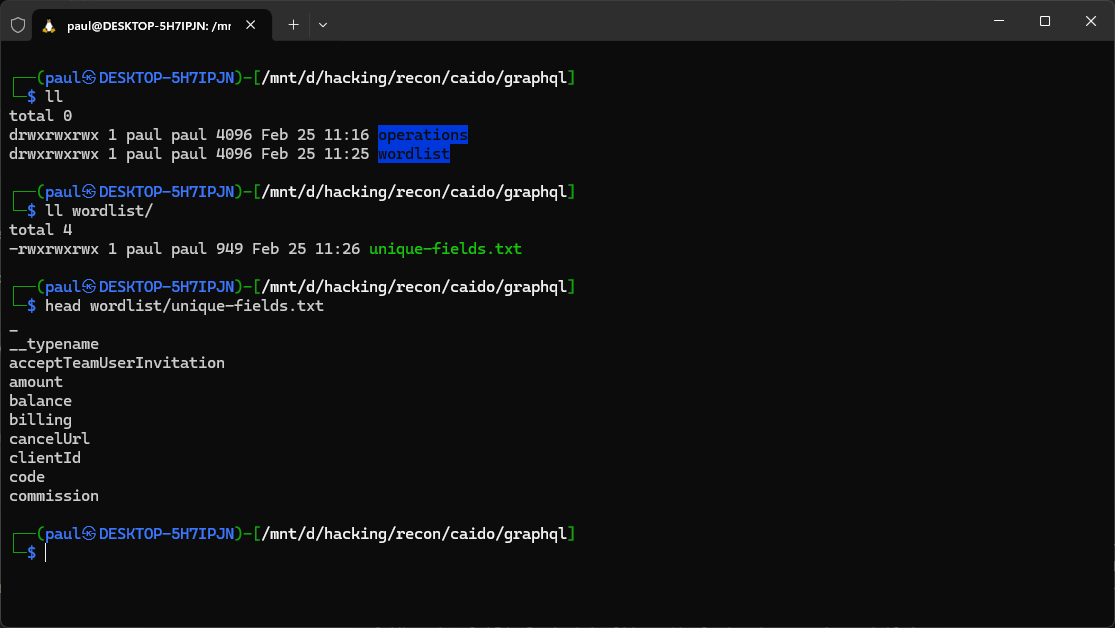 paul@DESKTOP-5H7IPJN: /mr
┌──(paul㉿DESKTOP-5H7IPJN)-[/mnt/d/hacking/recon/caido/graphql]
└─$ ll
total 0
drwxrwxrwx 1 paul paul 4096 Feb 25 11:16 operations
drwxrwxrwx 1 paul paul 4096 Feb 25 11:25 wordlist
┌──(paul㉿DESKTOP-5H7IPJN)-[/mnt/d/hacking/recon/caido/graphql]
└─$ ll wordlist/
total 4
-rwxrwxrwx 1 paul paul 949 Feb 25 11:26 unique-fields.txt
┌──(paul㉿DESKTOP-5H7IPJN)-[/mnt/d/hacking/recon/caido/graphql]
└─$ head wordlist/unique-fields.txt
_
__typename
acceptTeamUserInvitation
amount
balance
billing
cancelUrl
clientId
code
commission
┌──(paul㉿DESKTOP-5H7IPJN)-[/mnt/d/hacking/recon/caido/graphql]
└─$